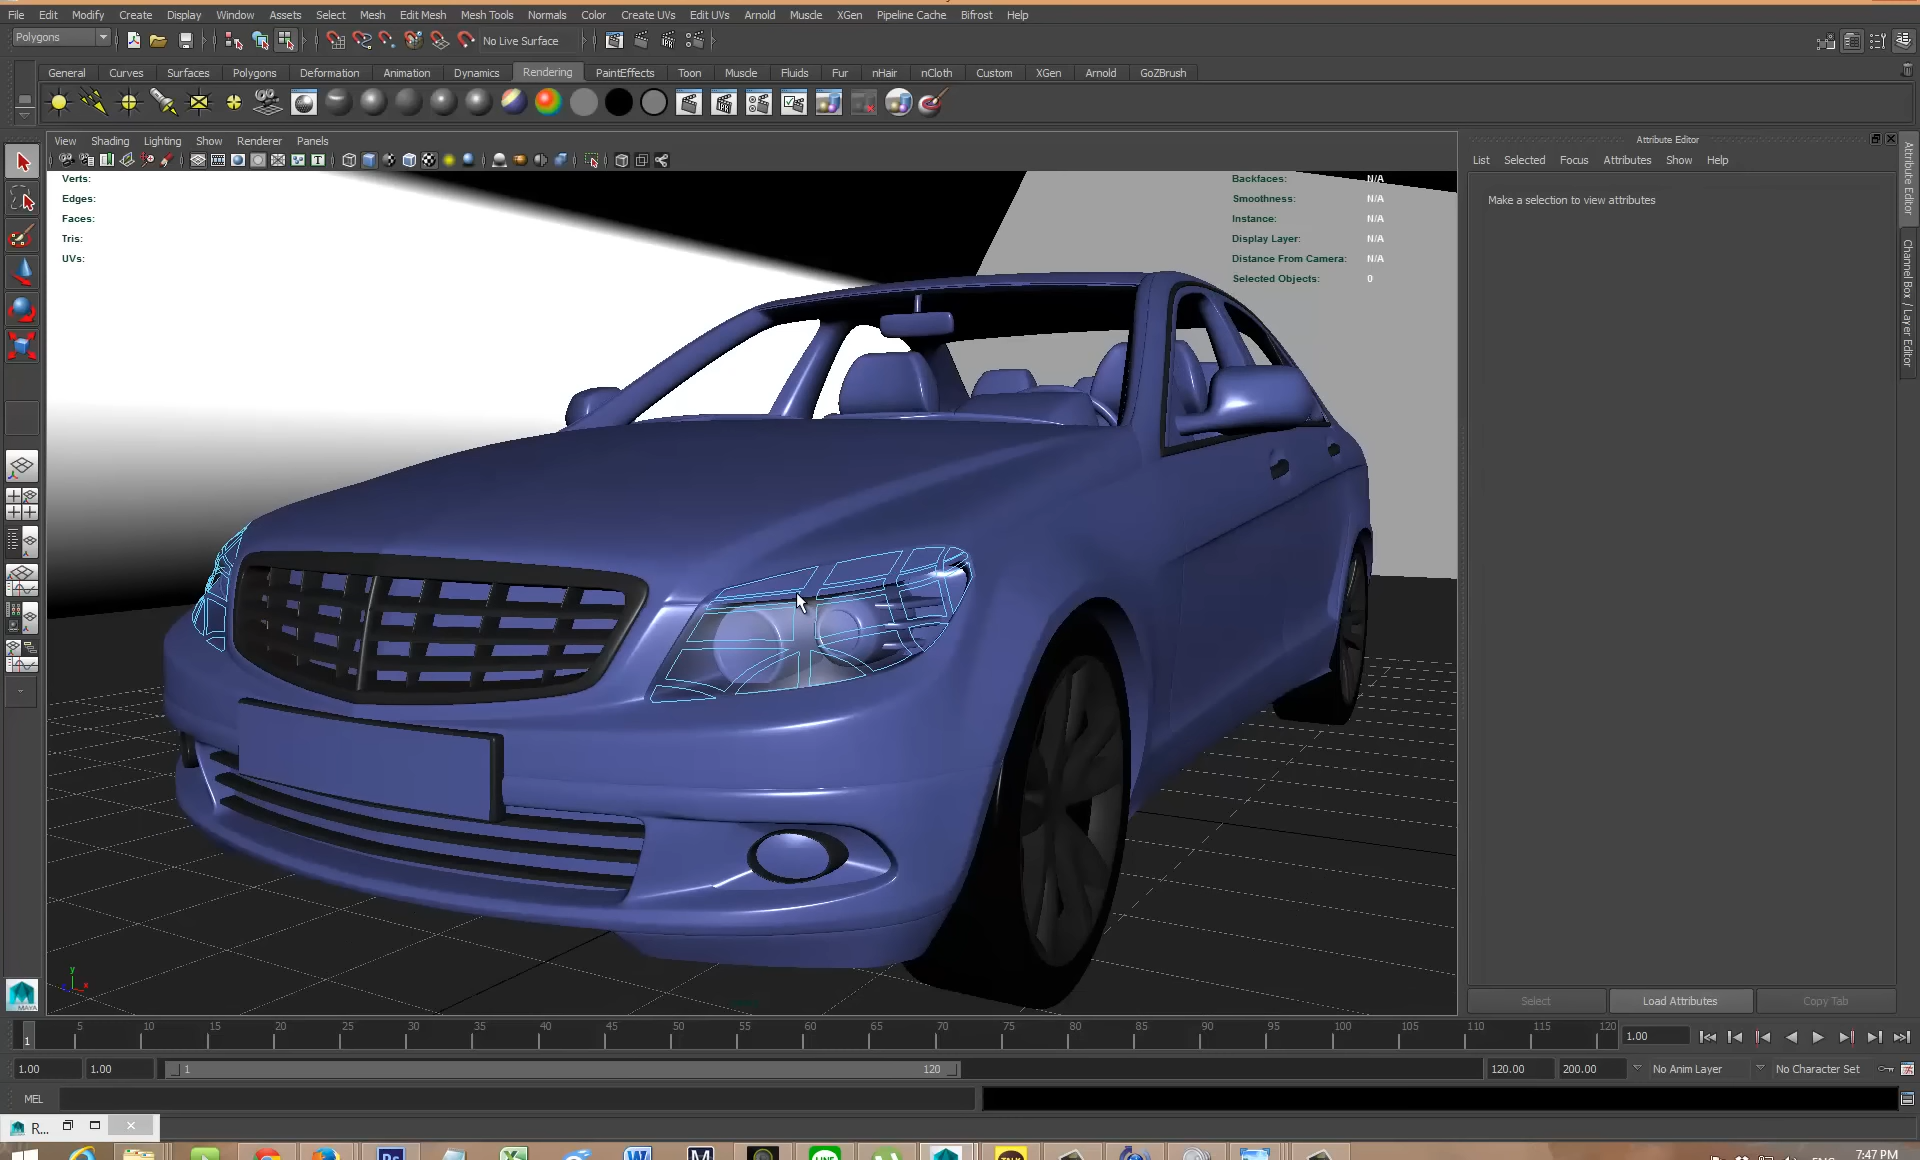 File Edit Modify Create Display Window Assets Select Mesh Edit Mesh Mesh Tools Normals Color Create UVs Edit UVs Arnold Muscle XGen Pipeline Cache Bifrost Help
Polygons
No Live Surface
General Curves Surfaces Polygons Deformation Animation Dynamics Rendering PaintEffects Toon Muscle Fluids Fur nHair nCloth Custom XGen Arnold GoZBrush
View Shading Lighting Show Renderer Panels
Attribute Editor
List Selected Focus Attributes Show Help
Make a selection to view attributes
Attribute Editor
Channel Box / Layer Editor
Verts:
Edges:
Faces:
Tris:
UVs:
Backfaces: N/A
Smoothness: N/A
Instance: N/A
Display Layer: N/A
Distance From Camera: N/A
Selected Objects: 0
y
x
MAYA
Select Load Attributes Copy Tab
1 5 10 15 20 25 30 35 40 45 50 55 60 65 70 75 80 85 90 95 100 105 110 115 120
1.00
1.00 1.00 1 120 120.00 200.00 No Anim Layer No Character Set
MEL
R...
7:47 PM